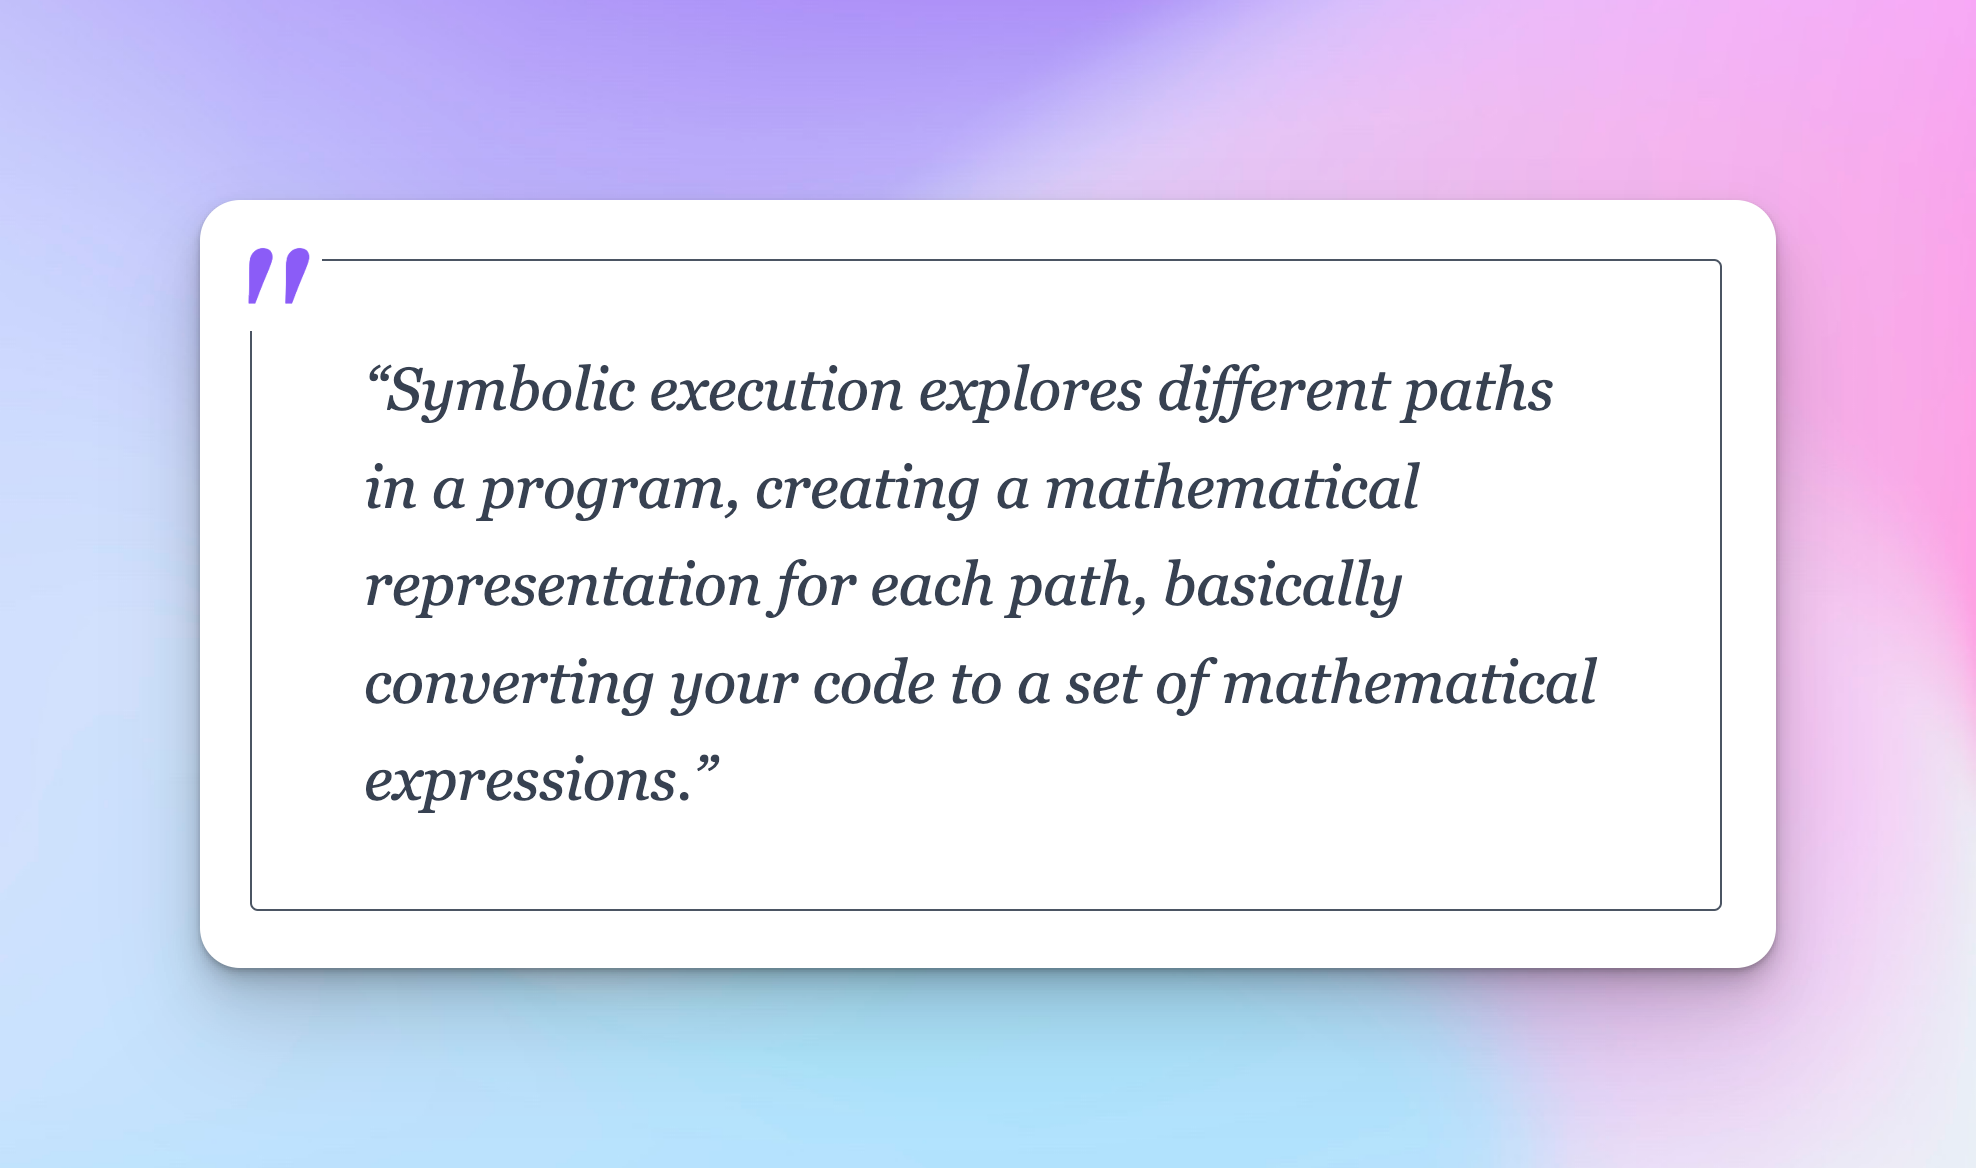 "
“Symbolic execution explores different paths
in a program, creating a mathematical
representation for each path, basically
converting your code to a set of mathematical
expressions.”